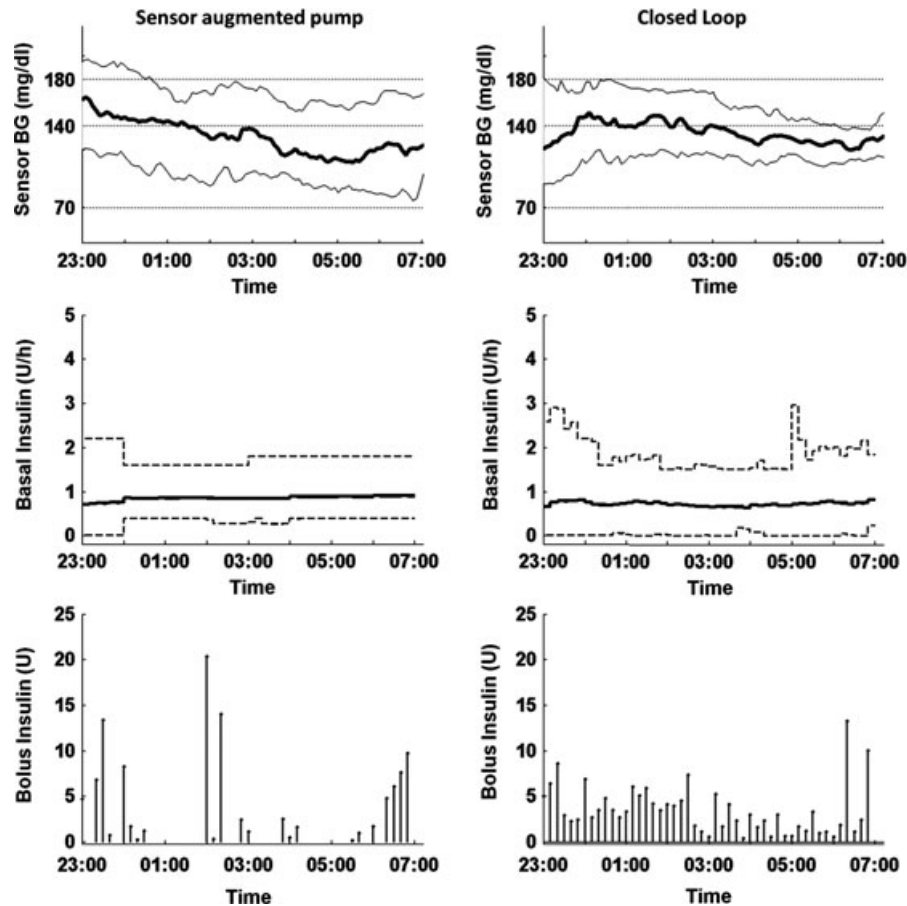 Sensor augmented pump
Closed Loop
Sensor BG (mg/dl)
180
140
70
23:00 01:00 03:00 05:00 07:00
Time
Sensor BG (mg/dl)
180
140
70
23:00 01:00 03:00 05:00 07:00
Time
Basal Insulin (U/h)
5
4
3
2
1
0
23:00 01:00 03:00 05:00 07:00
Time
Basal Insulin (U/h)
5
4
3
2
1
0
23:00 01:00 03:00 05:00 07:00
Time
Bolus Insulin (U)
25
20
15
10
5
0
23:00 01:00 03:00 05:00 07:00
Time
Bolus Insulin (U)
25
20
15
10
5
0
23:00 01:00 03:00 05:00 07:00
Time